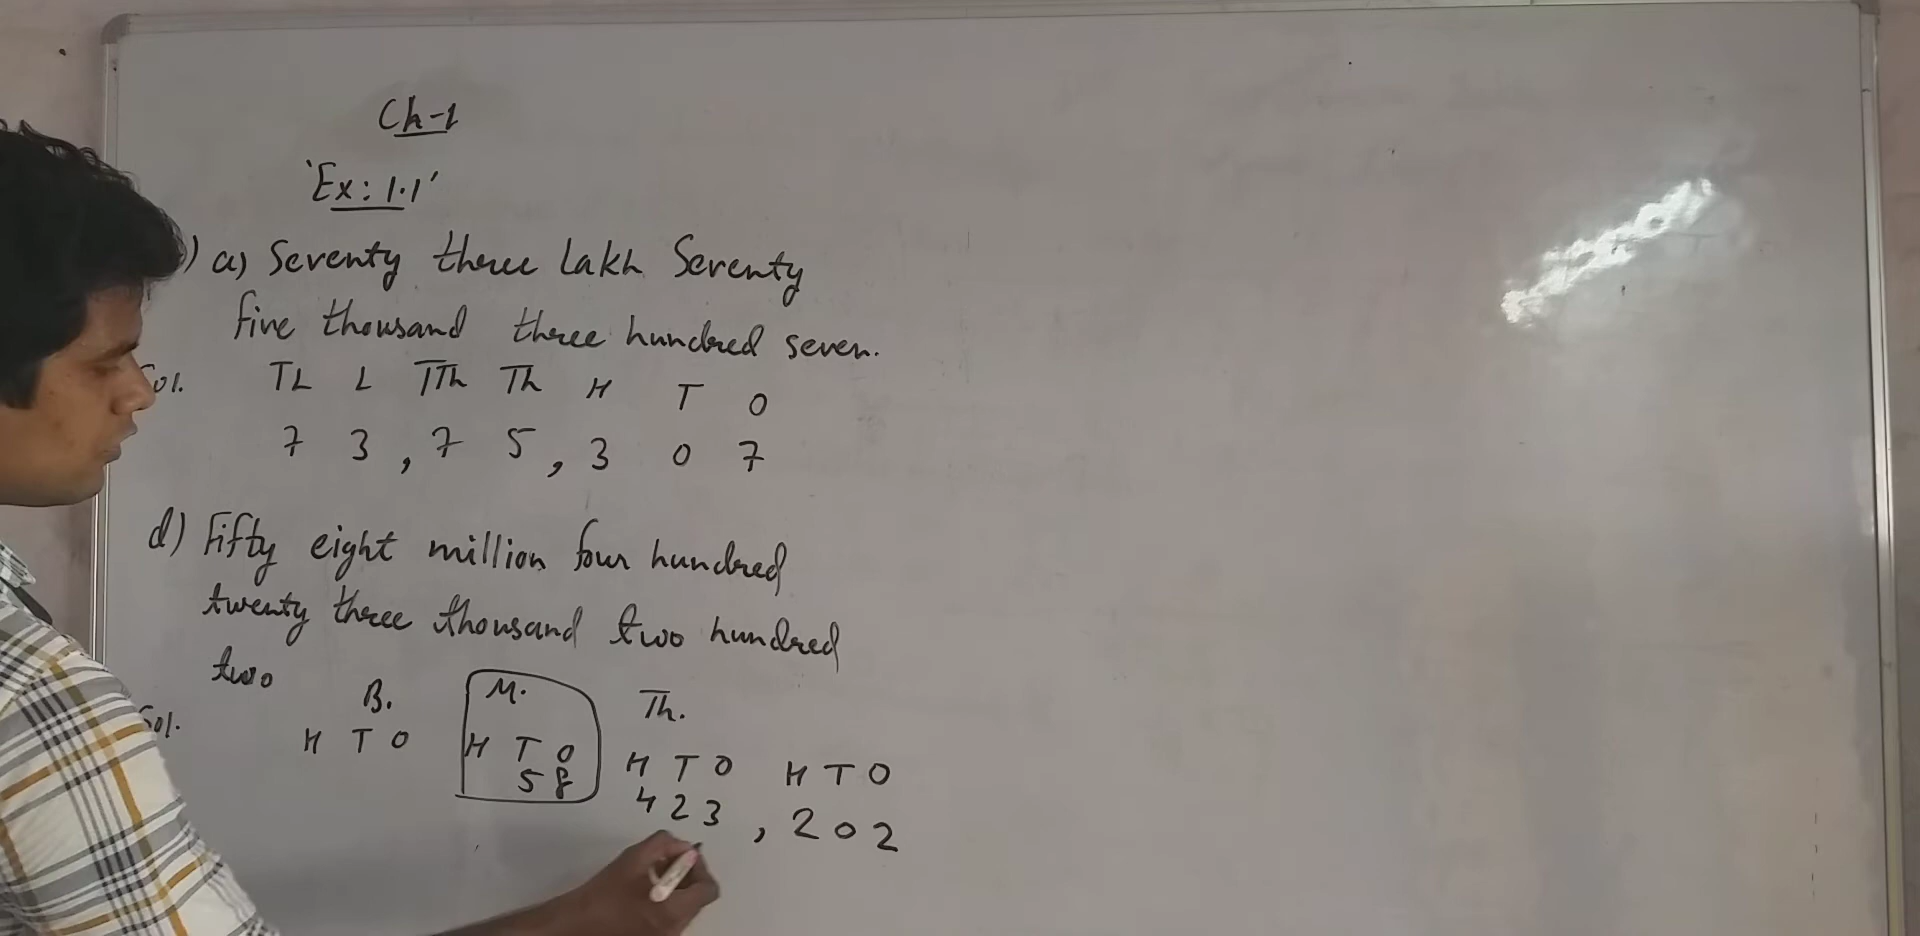 Ch-1
'Ex: 1.1'
) a) Seventy three lakh Seventy
five thousand three hundred seven.
Sol. TL L TTh Th H T O
7 3 , 7 5 , 3 0 7
d) Fifty eight million four hundred
twenty three thousand two hundred
two
B. M. Th.
Sol. H T O H T O H T O H T O
5 8 4 2 3 , 2 0 2